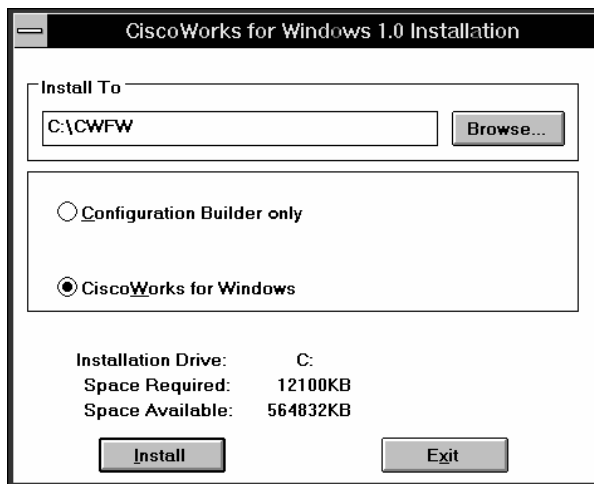 CiscoWorks for Windows 1.0 Installation
Install To
C:\CWFW
Browse...
Configuration Builder only
CiscoWorks for Windows
Installation Drive: C:
Space Required: 12100KB
Space Available: 564832KB
Install Exit